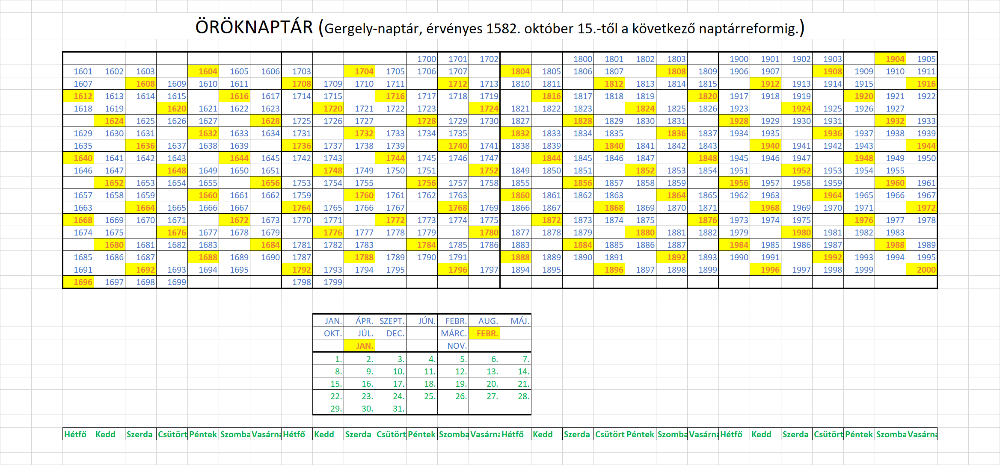 ÖRÖKNAPTÁR (Gergely-naptár, érvényes 1582. október 15.-től a következő naptárreformig.)
1700 1701 1702 1800 1801 1802 1803 1900 1901 1902 1903 1904 1905
1601 1602 1603 1604 1605 1606 1703 1704 1705 1706 1707 1804 1805 1806 1807 1808 1809 1906 1907 1908 1909 1910 1911
1607 1608 1609 1610 1611 1708 1709 1710 1711 1712 1713 1810 1811 1812 1813 1814 1815 1912 1913 1914 1915 1916
1612 1613 1614 1615 1616 1617 1714 1715 1716 1717 1718 1719 1816 1817 1818 1819 1820 1917 1918 1919 1920 1921 1922
1618 1619 1620 1621 1622 1623 1720 1721 1722 1723 1724 1821 1822 1823 1824 1825 1826 1923 1924 1925 1926 1927
1624 1625 1626 1627 1628 1725 1726 1727 1728 1729 1730 1827 1828 1829 1830 1831 1928 1929 1930 1931 1932 1933
1629 1630 1631 1632 1633 1634 1731 1732 1733 1734 1735 1832 1833 1834 1835 1836 1837 1934 1935 1936 1937 1938 1939
1635 1636 1637 1638 1639 1736 1737 1738 1739 1740 1741 1838 1839 1840 1841 1842 1843 1940 1941 1942 1943 1944
1640 1641 1642 1643 1644 1645 1742 1743 1744 1745 1746 1747 1844 1845 1846 1847 1848 1945 1946 1947 1948 1949 1950
1646 1647 1648 1649 1650 1651 1748 1749 1750 1751 1752 1849 1850 1851 1852 1853 1854 1951 1952 1953 1954 1955
1652 1653 1654 1655 1656 1753 1754 1755 1756 1757 1758 1855 1856 1857 1858 1859 1956 1957 1958 1959 1960 1961
1657 1658 1659 1660 1661 1662 1759 1760 1761 1762 1763 1860 1861 1862 1863 1864 1865 1962 1963 1964 1965 1966 1967
1663 1664 1665 1666 1667 1764 1765 1766 1767 1768 1769 1866 1867 1868 1869 1870 1871 1968 1969 1970 1971 1972
1668 1669 1670 1671 1672 1673 1770 1771 1772 1773 1774 1775 1872 1873 1874 1875 1876 1973 1974 1975 1976 1977 1978
1674 1675 1676 1677 1678 1679 1776 1777 1778 1779 1780 1877 1878 1879 1880 1881 1882 1979 1980 1981 1982 1983
1680 1681 1682 1683 1684 1781 1782 1783 1784 1785 1786 1883 1884 1885 1886 1887 1984 1985 1986 1987 1988 1989
1685 1686 1687 1688 1689 1690 1787 1788 1789 1790 1791 1888 1889 1890 1891 1892 1893 1990 1991 1992 1993 1994 1995
1691 1692 1693 1694 1695 1792 1793 1794 1795 1796 1797 1894 1895 1896 1897 1898 1899 1996 1997 1998 1999 2000
1696 1697 1698 1699 1798 1799
JAN. ÁPR. SZEPT. JÚN. FEBR. AUG. MÁJ.
OKT. JÚL. DEC. MÁRC. FEBR.
JAN. NOV.
1. 2. 3. 4. 5. 6. 7.
8. 9. 10. 11. 12. 13. 14.
15. 16. 17. 18. 19. 20. 21.
22. 23. 24. 25. 26. 27. 28.
29. 30. 31.
Hétfő Kedd Szerda Csütört Péntek Szomba Vasárna Hétfő Kedd Szerda Csütört Péntek Szomba Vasárna Hétfő Kedd Szerda Csütört Péntek Szomba Vasárna Hétfő Kedd Szerda Csütört Péntek Szomba Vasárna